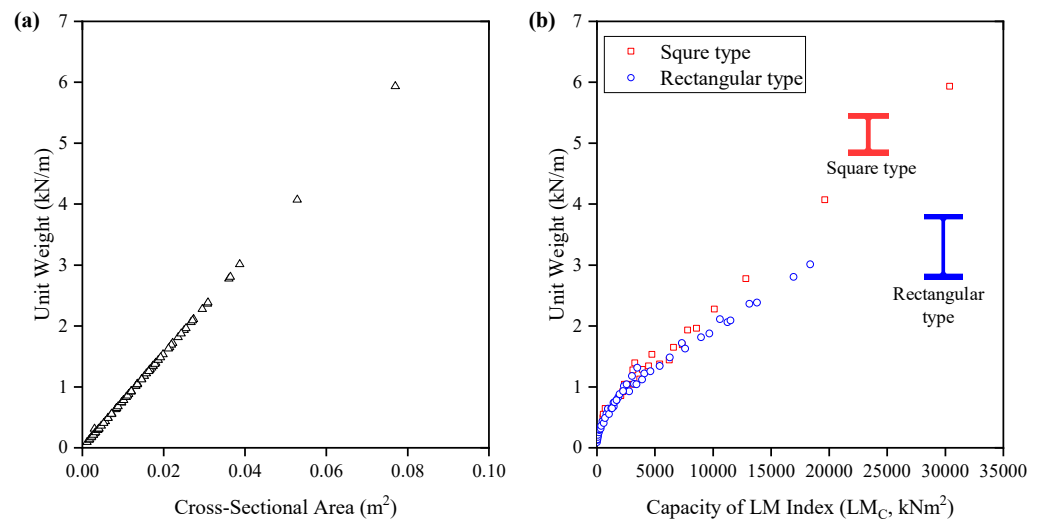 (a)
7
6
5
4
3
2
1
0
Unit Weight (kN/m)
0.00 0.02 0.04 0.06 0.08 0.10
Cross-Sectional Area (m²)
(b)
7
6
5
4
3
2
1
0
Unit Weight (kN/m)
Squre type
Rectangular type
Square type
Rectangular
type
0 5000 10000 15000 20000 25000 30000 35000
Capacity of LM Index (LM_C, kNm²)